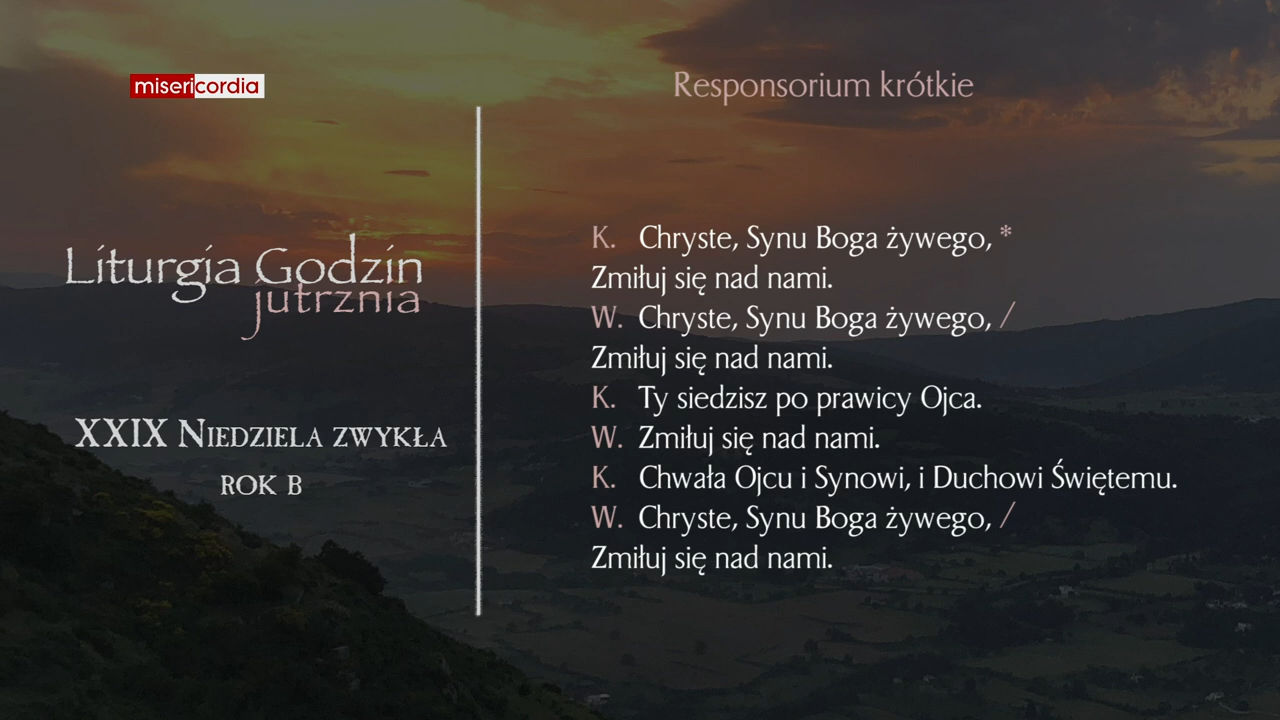 misericordia
Liturgia Godzin
jutrznia
XXIX Niedziela zwykła
rok B
Responsorium krótkie
K. Chryste, Synu Boga żywego, *
Zmiłuj się nad nami.
W. Chryste, Synu Boga żywego, /
Zmiłuj się nad nami.
K. Ty siedzisz po prawicy Ojca.
W. Zmiłuj się nad nami.
K. Chwała Ojcu i Synowi, i Duchowi Świętemu.
W. Chryste, Synu Boga żywego, /
Zmiłuj się nad nami.